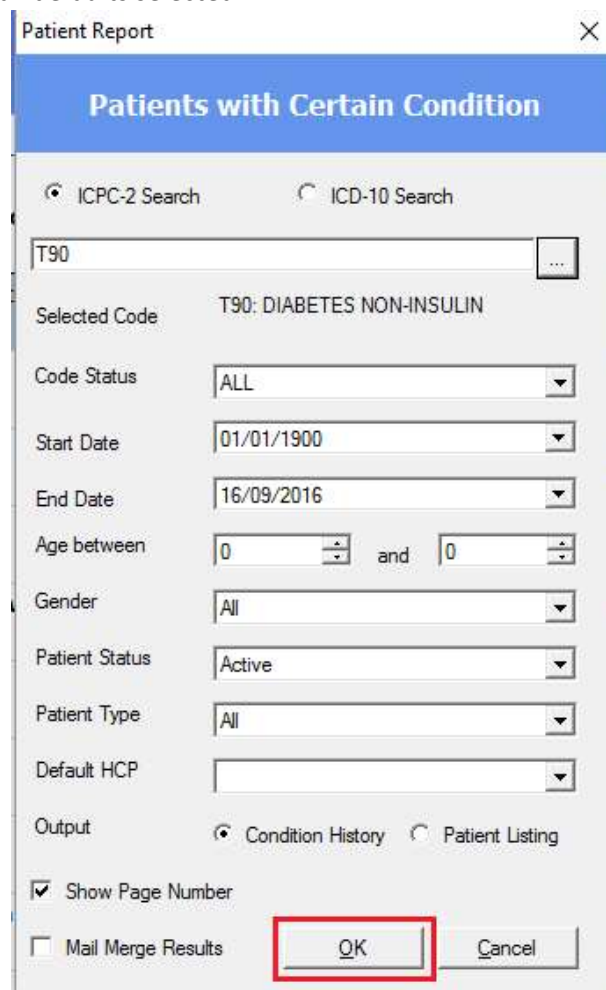 Patient Report
Patients with Certain Condition
ICPC-2 Search ICD-10 Search
T90 ...
Selected Code T90: DIABETES NON-INSULIN
Code Status ALL
Start Date 01/01/1900
End Date 16/09/2016
Age between 0 and 0
Gender All
Patient Status Active
Patient Type All
Default HCP
Output Condition History Patient Listing
Show Page Number
Mail Merge Results OK Cancel